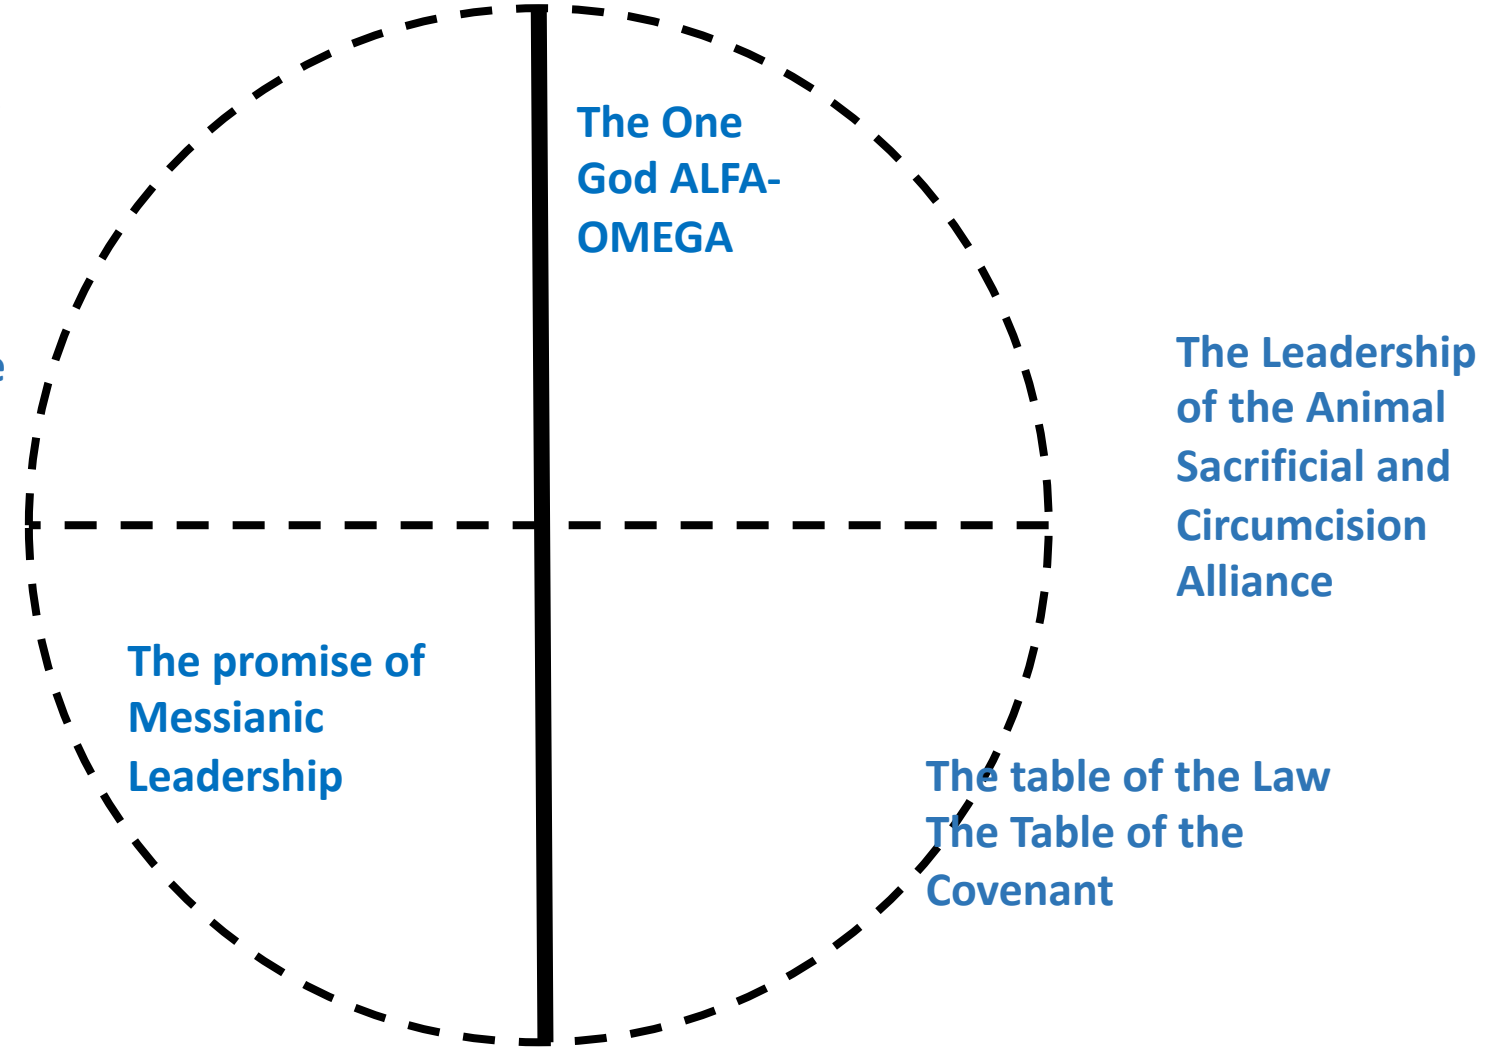 The One
God ALFA-
OMEGA
The Leadership
of the Animal
Sacrificial and
Circumcision
Alliance
The promise of
Messianic
Leadership
The table of the Law
The Table of the
Covenant